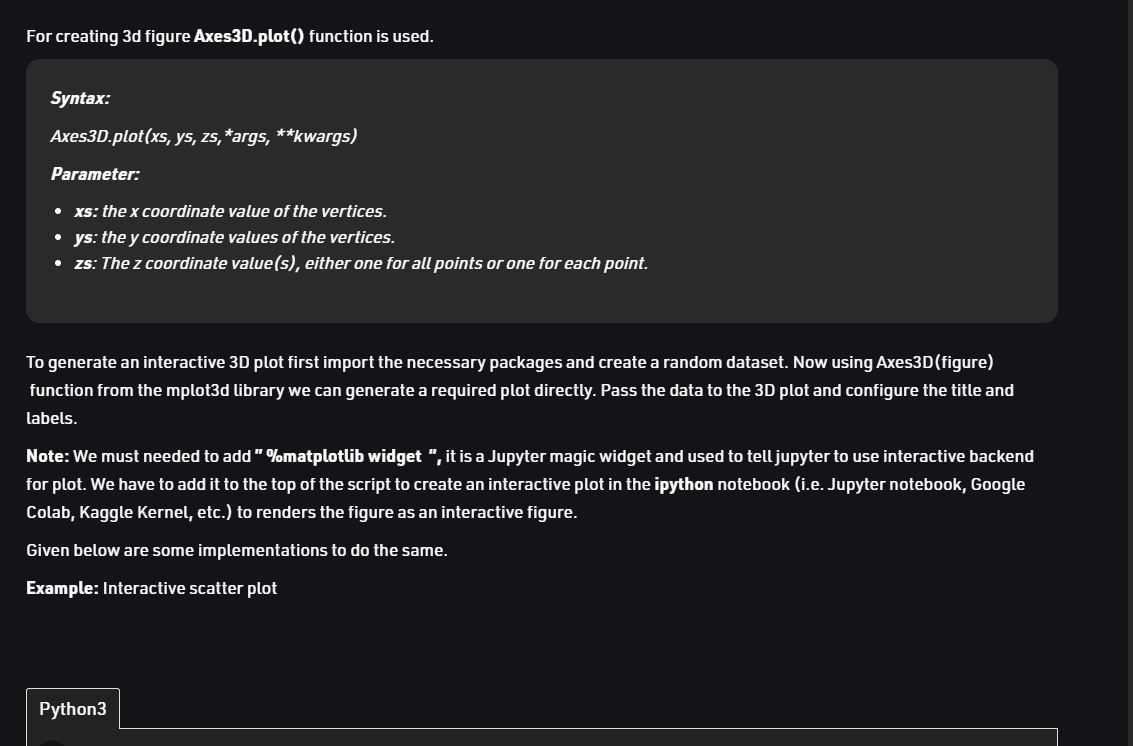 For creating 3d figure Axes3D.plot() function is used.
Syntax:
Axes3D.plot(xs, ys, zs,*args, **kwargs)
Parameter:
• xs: the x coordinate value of the vertices.
• ys: the y coordinate values of the vertices.
• zs: The z coordinate value(s), either one for all points or one for each point.
To generate an interactive 3D plot first import the necessary packages and create a random dataset. Now using Axes3D(figure)
function from the mplot3d library we can generate a required plot directly. Pass the data to the 3D plot and configure the title and
labels.
Note: We must needed to add " %matplotlib widget ", it is a Jupyter magic widget and used to tell jupyter to use interactive backend
for plot. We have to add it to the top of the script to create an interactive plot in the ipython notebook (i.e. Jupyter notebook, Google
Colab, Kaggle Kernel, etc.) to renders the figure as an interactive figure.
Given below are some implementations to do the same.
Example: Interactive scatter plot
Python3